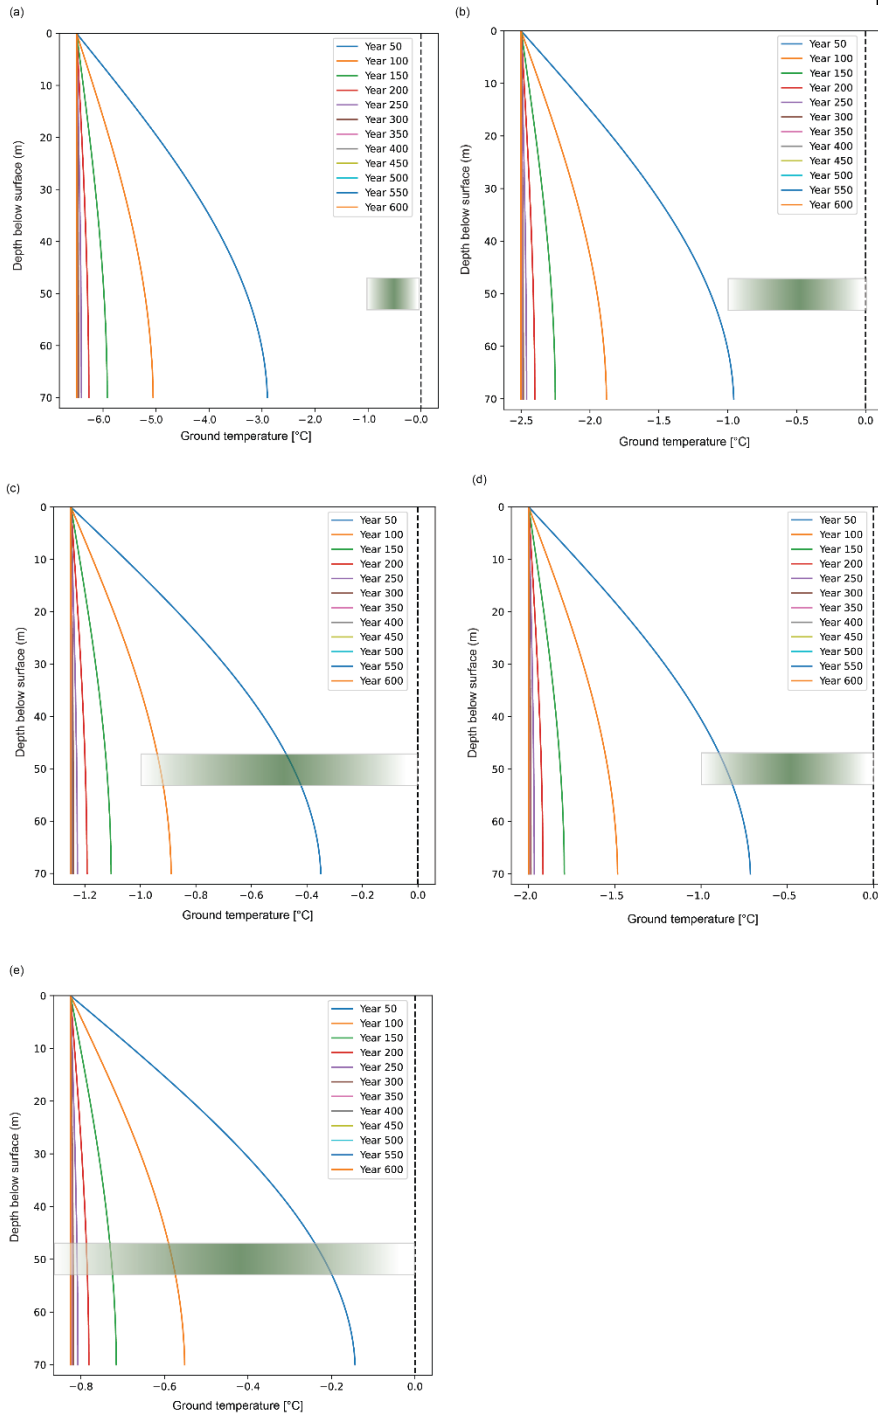 (a)
0
10
20
30
40
50
60
70
Depth below surface (m)
Year 50
Year 100
Year 150
Year 200
Year 250
Year 300
Year 350
Year 400
Year 450
Year 500
Year 550
Year 600
−6.0 −5.0 −4.0 −3.0 −2.0 −1.0 −0.0
Ground temperature [°C]
(b)
0
10
20
30
40
50
60
70
Depth below surface (m)
Year 50
Year 100
Year 150
Year 200
Year 250
Year 300
Year 350
Year 400
Year 450
Year 500
Year 550
Year 600
−2.5 −2.0 −1.5 −1.0 −0.5 0.0
Ground temperature [°C]
(c)
0
10
20
30
40
50
60
70
Depth below surface (m)
Year 50
Year 100
Year 150
Year 200
Year 250
Year 300
Year 350
Year 400
Year 450
Year 500
Year 550
Year 600
−1.2 −1.0 −0.8 −0.6 −0.4 −0.2 0.0
Ground temperature [°C]
(d)
0
10
20
30
40
50
60
70
Depth below surface (m)
Year 50
Year 100
Year 150
Year 200
Year 250
Year 300
Year 350
Year 400
Year 450
Year 500
Year 550
Year 600
−2.0 −1.5 −1.0 −0.5 0.0
Ground temperature [°C]
(e)
0
10
20
30
40
50
60
70
Depth below surface (m)
Year 50
Year 100
Year 150
Year 200
Year 250
Year 300
Year 350
Year 400
Year 450
Year 500
Year 550
Year 600
−0.8 −0.6 −0.4 −0.2 0.0
Ground temperature [°C]